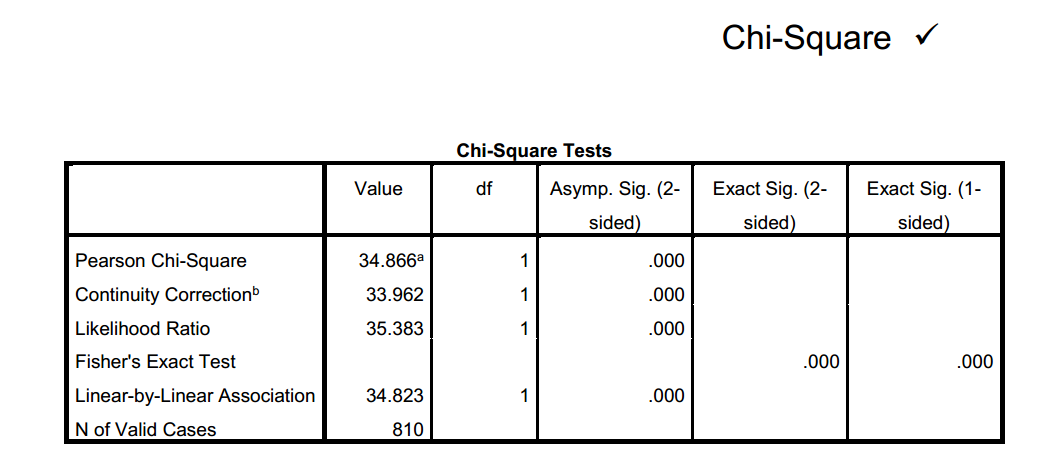 Chi-Square ✓
Chi-Square Tests
Value df Asymp. Sig. (2-sided) Exact Sig. (2-sided) Exact Sig. (1-sided)
Pearson Chi-Square 34.866a 1 .000
Continuity Correctionb 33.962 1 .000
Likelihood Ratio 35.383 1 .000
Fisher's Exact Test .000 .000
Linear-by-Linear Association 34.823 1 .000
N of Valid Cases 810